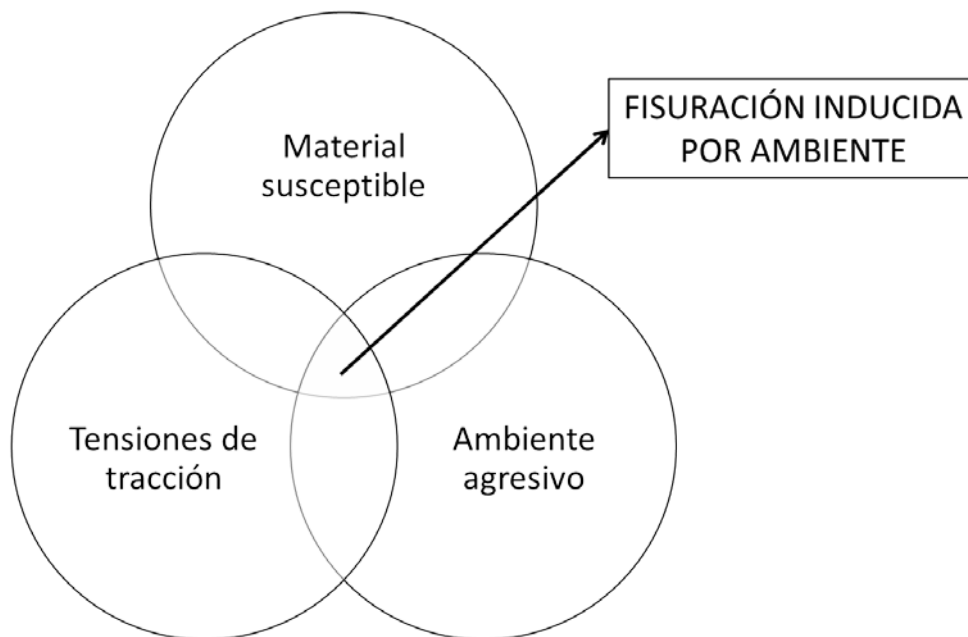 FISURACIÓN INDUCIDA
POR AMBIENTE
Material
susceptible
Tensiones de
tracción
Ambiente
agresivo